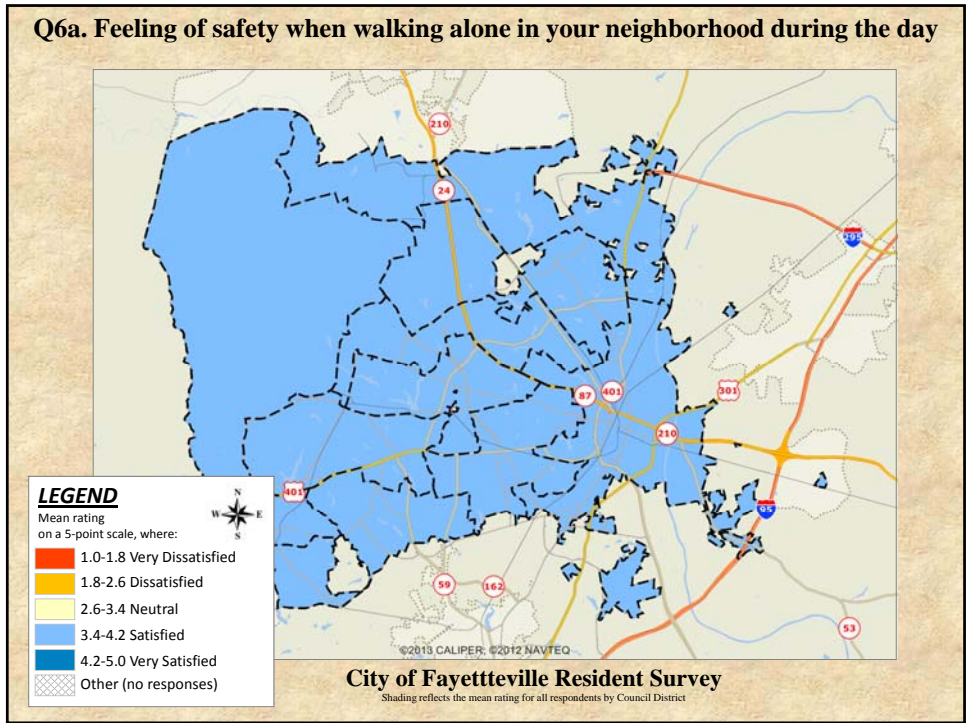 Q6a. Feeling of safety when walking alone in your neighborhood during the day
210
24
295
301
87
401
210
401
95
59
162
53
LEGEND
Mean rating
on a 5-point scale, where:
N
W E
S
1.0-1.8 Very Dissatisfied
1.8-2.6 Dissatisfied
2.6-3.4 Neutral
3.4-4.2 Satisfied
4.2-5.0 Very Satisfied
Other (no responses)
©2013 CALIPER; ©2012 NAVTEQ
City of Fayettteville Resident Survey
Shading reflects the mean rating for all respondents by Council District